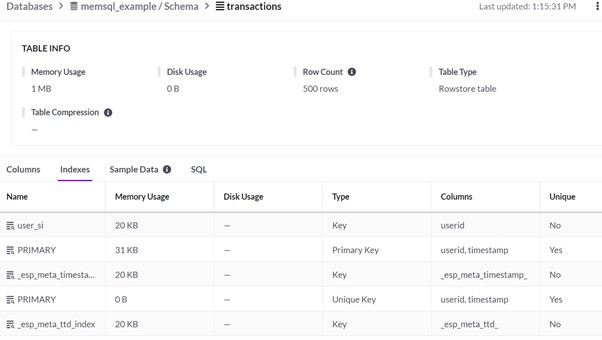 Databases > memsql_example / Schema > transactions Last updated: 1:15:31 PM
TABLE INFO
Memory Usage Disk Usage Row Count Table Type
1 MB 0 B 500 rows Rowstore table
Table Compression
—
Columns Indexes Sample Data SQL
Name Memory Usage Disk Usage Type Columns Unique
user_si 20 KB — Key userid No
PRIMARY 31 KB — Primary Key userid, timestamp Yes
_esp_meta_timesta... 20 KB — Key _esp_meta_timestamp_ No
PRIMARY 0 B — Unique Key userid, timestamp Yes
_esp_meta_ttd_index 20 KB — Key _esp_meta_ttd_ No